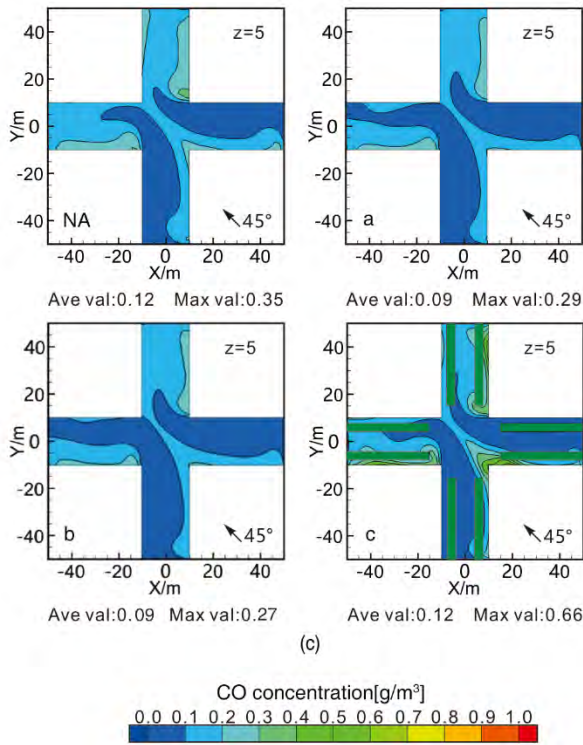 40
20
0
-20
-40
Y/m
z=5
NA
45°
-40 -20 0 20 40
X/m
Ave val:0.12 Max val:0.35
40
20
0
-20
-40
Y/m
z=5
a
45°
-40 -20 0 20 40
X/m
Ave val:0.09 Max val:0.29
40
20
0
-20
-40
Y/m
z=5
b
45°
-40 -20 0 20 40
X/m
Ave val:0.09 Max val:0.27
40
20
0
-20
-40
Y/m
z=5
c
45°
-40 -20 0 20 40
X/m
Ave val:0.12 Max val:0.66
(c)
CO concentration[g/m³]
0.0 0.1 0.2 0.3 0.4 0.5 0.6 0.7 0.8 0.9 1.0